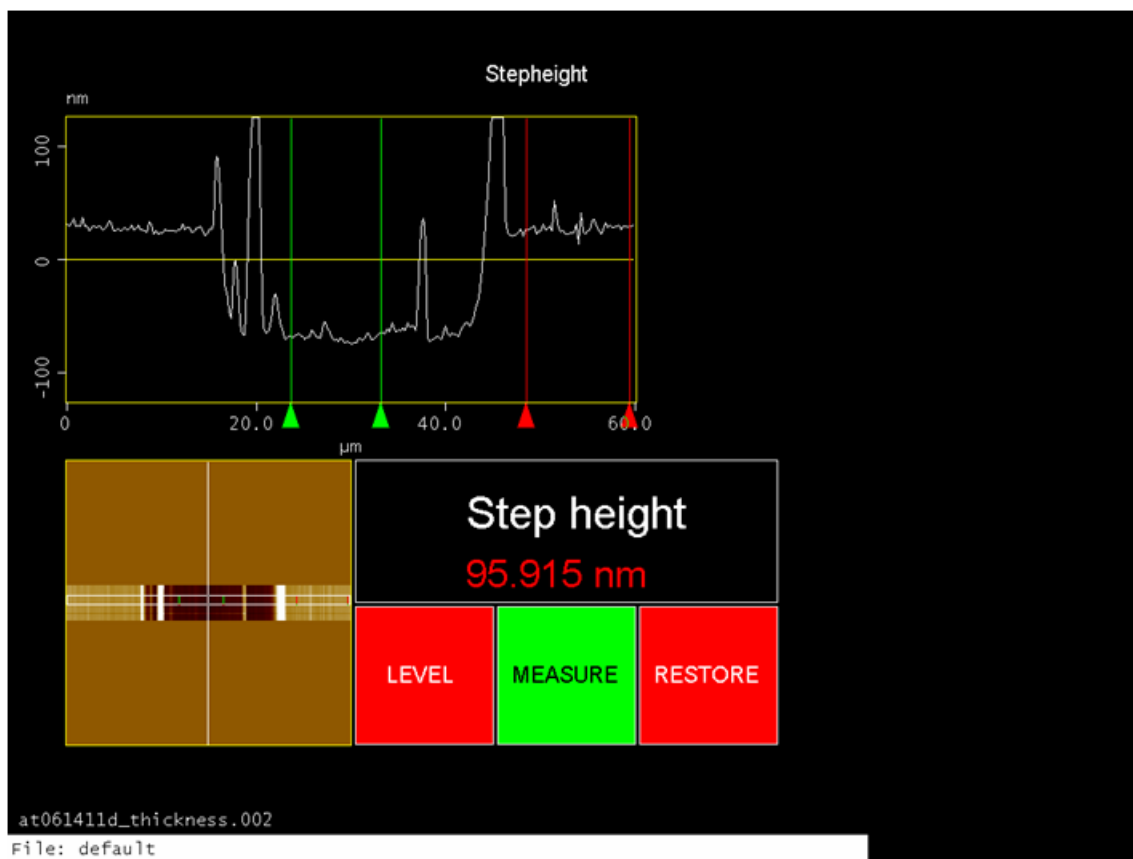 Stepheight
nm
100
0
-100
0 20.0 40.0 60.0
µm
Step height
95.915 nm
LEVEL MEASURE RESTORE
at061411d_thickness.002
File: default